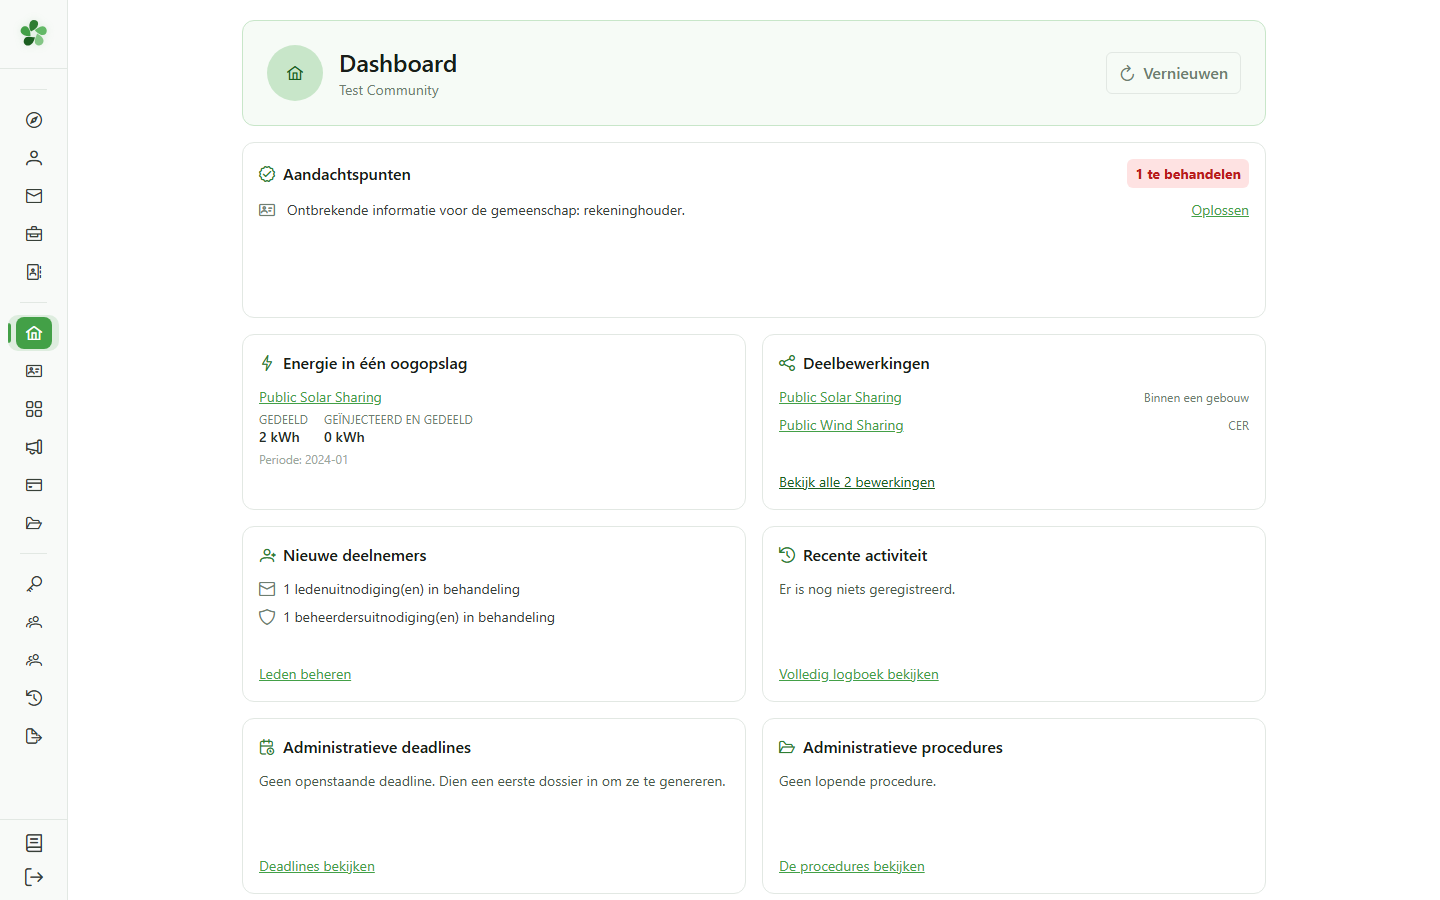 Dashboard
Test Community
Vernieuwen
Aandachtspunten
1 te behandelen
Ontbrekende informatie voor de gemeenschap: rekeninghouder.
Oplossen
Energie in één oogopslag
Public Solar Sharing
GEDEELD GEÏNJECTEERD EN GEDEELD
2 kWh 0 kWh
Periode: 2024-01
Deelbewerkingen
Public Solar Sharing Binnen een gebouw
Public Wind Sharing CER
Bekijk alle 2 bewerkingen
Nieuwe deelnemers
1 ledenuitnodiging(en) in behandeling
1 beheerdersuitnodiging(en) in behandeling
Leden beheren
Recente activiteit
Er is nog niets geregistreerd.
Volledig logboek bekijken
Administratieve deadlines
Geen openstaande deadline. Dien een eerste dossier in om ze te genereren.
Deadlines bekijken
Administratieve procedures
Geen lopende procedure.
De procedures bekijken